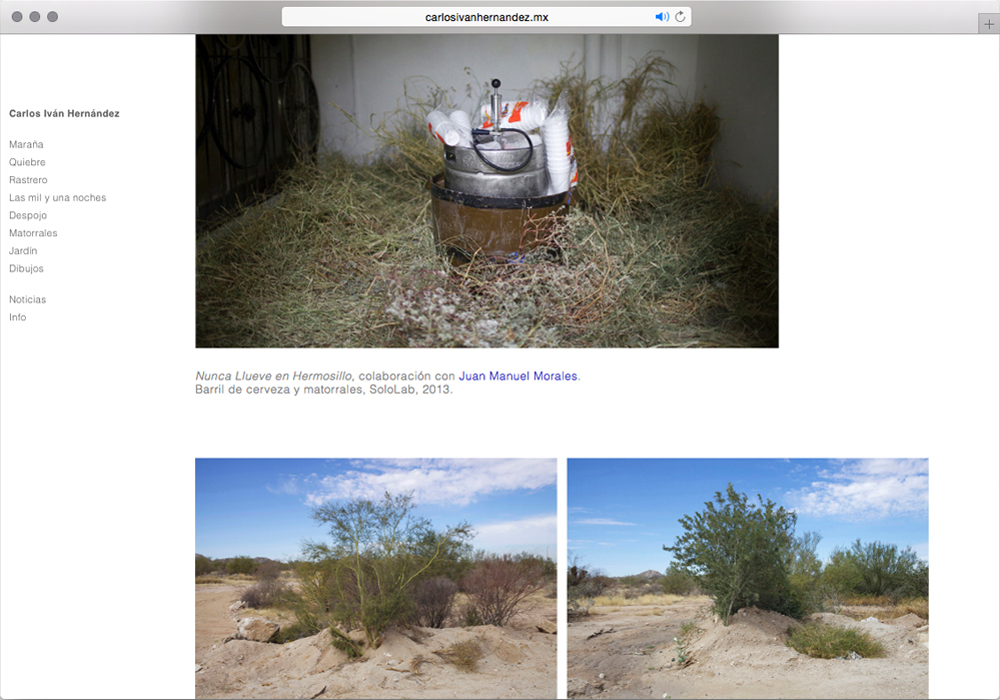 carlosivanhernandez.mx
Carlos Iván Hernández
Maraña
Quiebre
Rastrero
Las mil y una noches
Despojo
Matorrales
Jardín
Dibujos
Noticias
Info
Nunca Llueve en Hermosillo, colaboración con Juan Manuel Morales.
Barril de cerveza y matorrales, SoloLab, 2013.